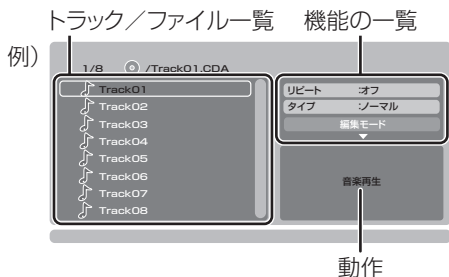 トラック／ファイル一覧
機能の一覧
例）
1/8 /Track01.CDA
Track01
Track02
Track03
Track04
Track05
Track06
Track07
Track08
リピート :オフ
タイプ :ノーマル
編集モード
音楽再生
動作